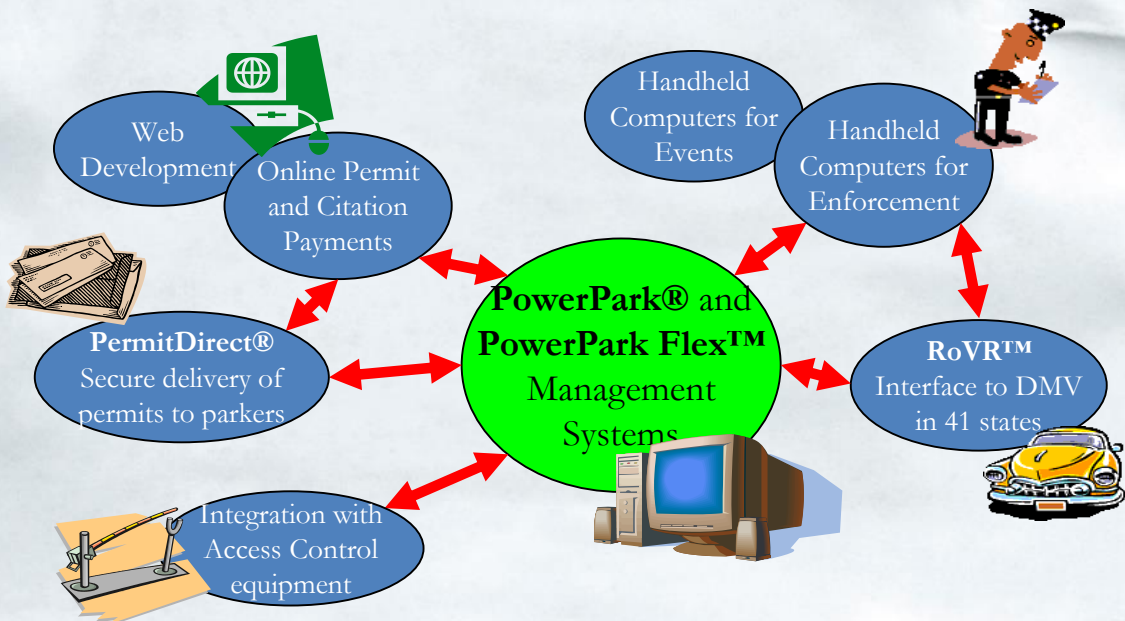 Web
Development
Online Permit
and Citation
Payments
Handheld
Computers for
Events
Handheld
Computers for
Enforcement
PowerPark® and
PowerPark Flex™
Management
Systems
PermitDirect®
Secure delivery of
permits to parkers
RoVR™
Interface to DMV
in 41 states
Integration with
Access Control
equipment